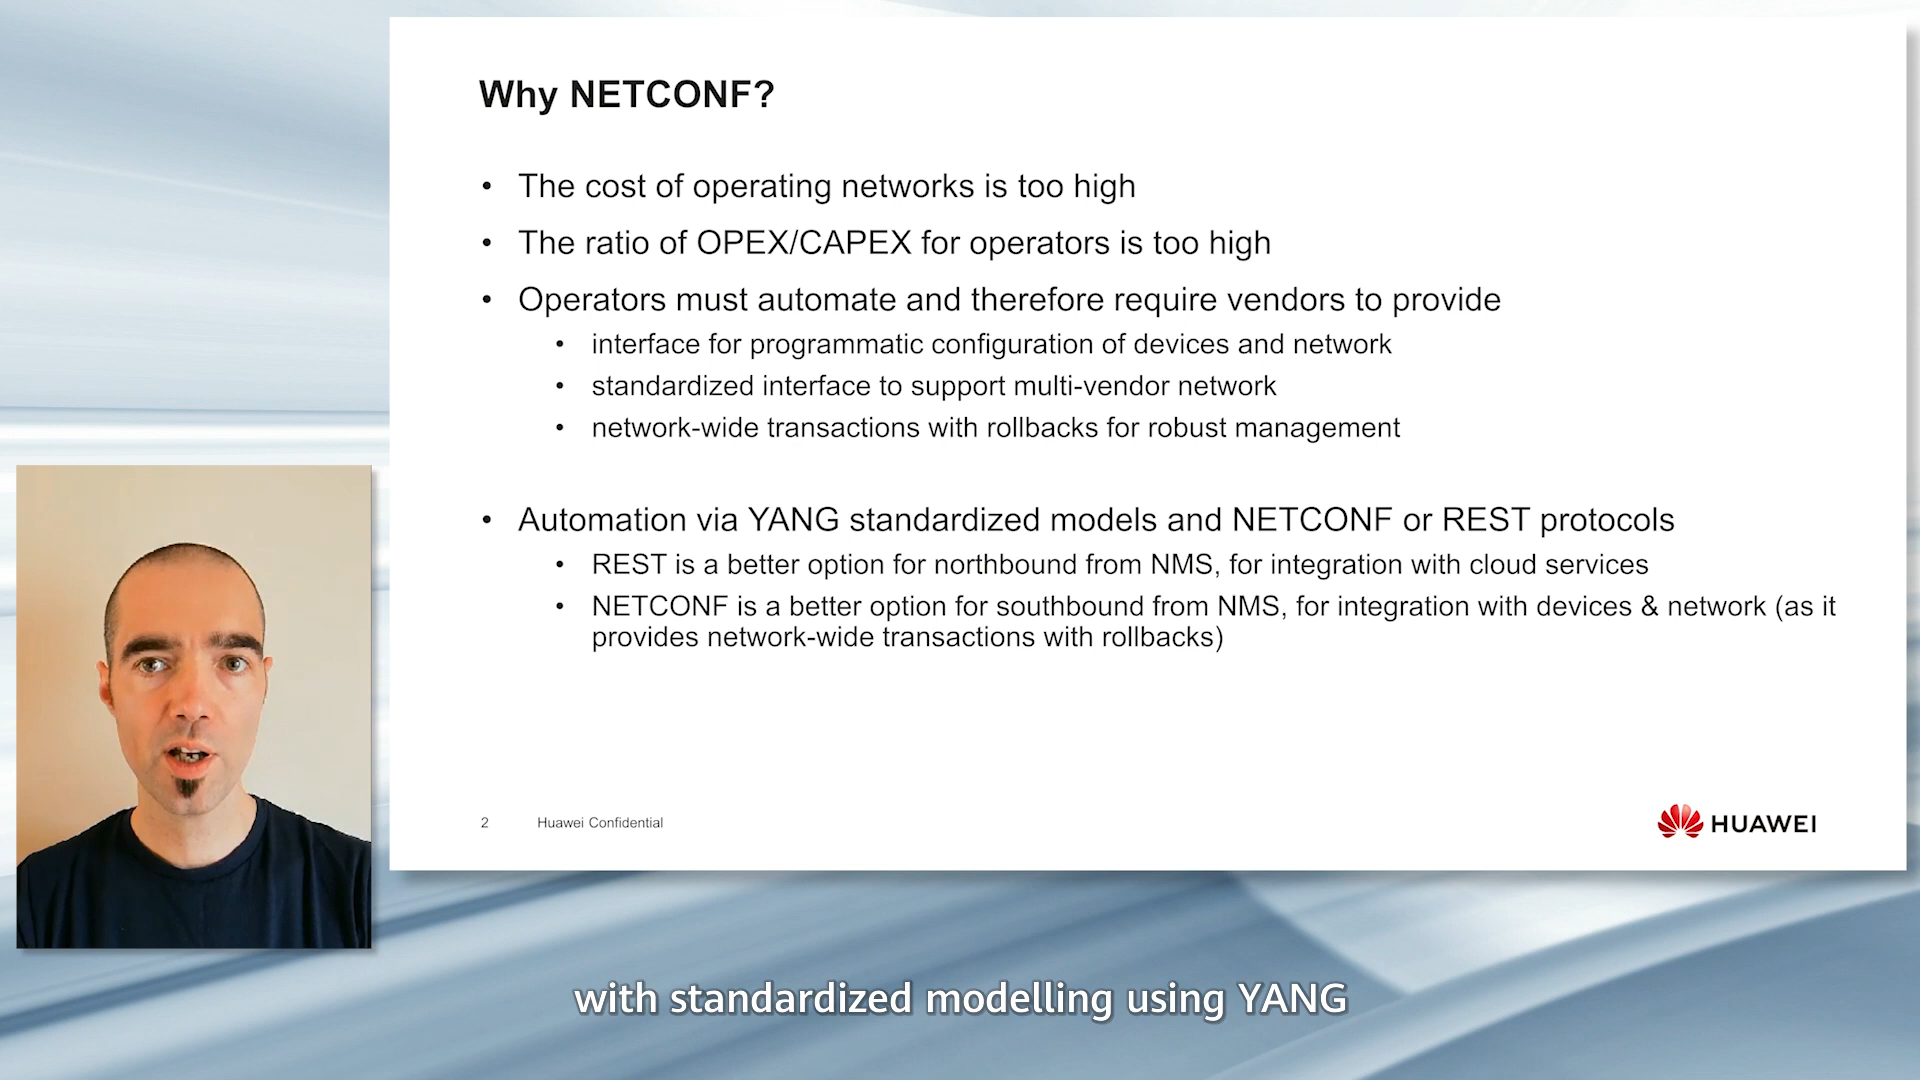 Why NETCONF?
• The cost of operating networks is too high
• The ratio of OPEX/CAPEX for operators is too high
• Operators must automate and therefore require vendors to provide
• interface for programmatic configuration of devices and network
• standardized interface to support multi-vendor network
• network-wide transactions with rollbacks for robust management
• Automation via YANG standardized models and NETCONF or REST protocols
• REST is a better option for northbound from NMS, for integration with cloud services
• NETCONF is a better option for southbound from NMS, for integration with devices & network (as it
provides network-wide transactions with rollbacks)
2 Huawei Confidential
HUAWEI
with standardized modelling using YANG